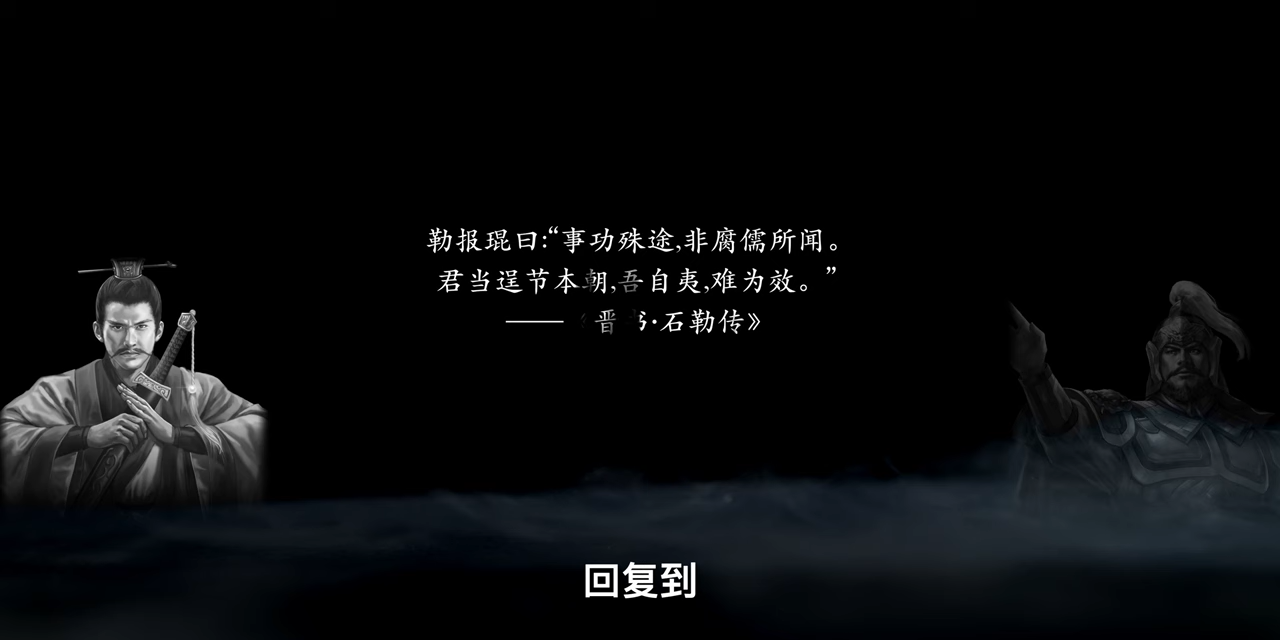 勒报琨曰:“事功殊途,非腐儒所闻。
君当逞节本朝,吾自夷,难为效。”
——《晋书·石勒传》
回复到